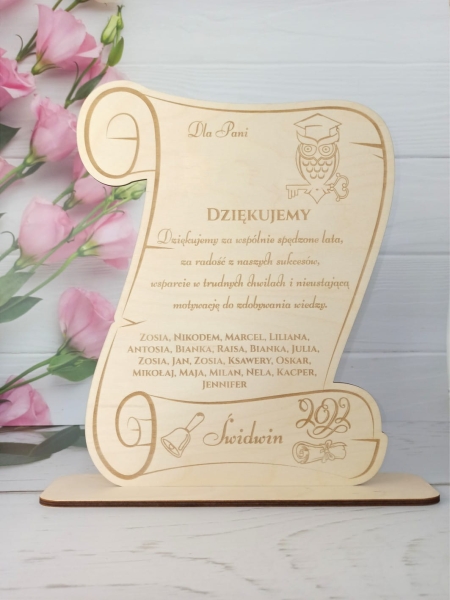 Dla Pani
DZIĘKUJEMY
Dziękujemy za wspólnie spędzone lata,
za radość z naszych sukcesów,
wsparcie w trudnych chwilach i nieustającą
motywację do zdobywania wiedzy.
ZOSIA, NIKODEM, MARCEL, LILIANA,
ANTOSIA, BIANKA, RAISA, BIANKA, JULIA,
ZOSIA, JAN, ZOSIA, KSAWERY, OSKAR,
MIKOŁAJ, MAJA, MILAN, NELA, KACPER,
JENNIFER
Świdwin
2022